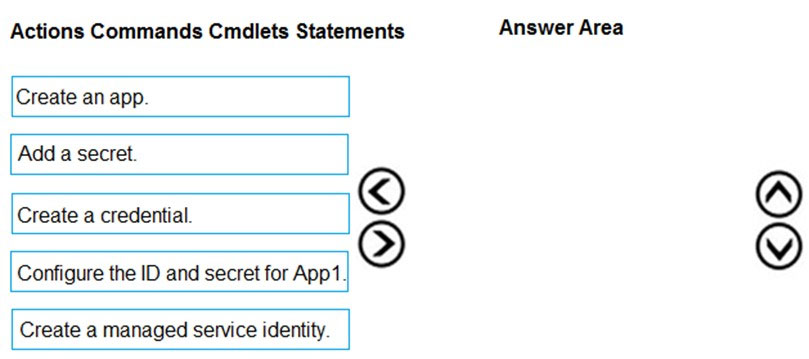 Actions Commands Cmdlets Statements
Answer Area
Create an app.
Add a secret.
Create a credential.
Configure the ID and secret for App1.
Create a managed service identity.